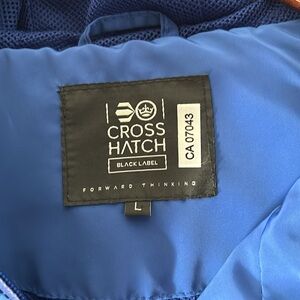 CROSS
HATCH
BLACK LABEL
FORWARD THINKING
L
CA 07043